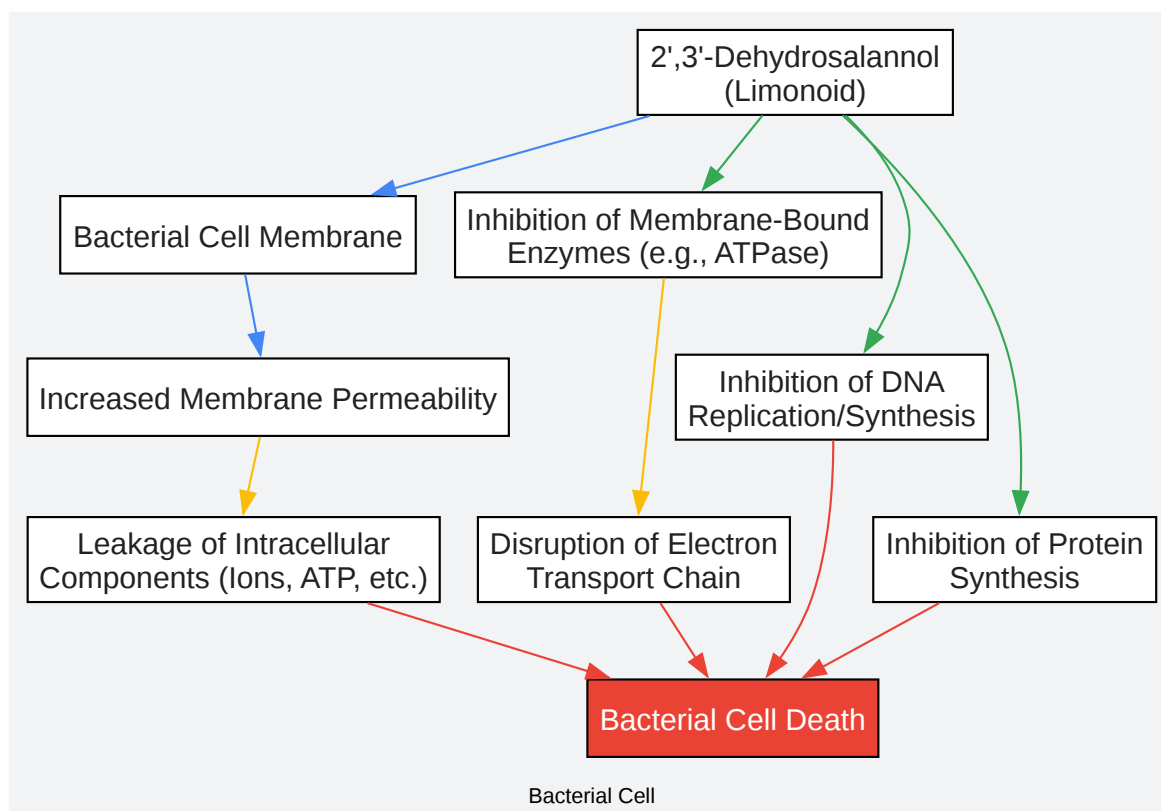 2',3'-Dehydrosalannol
(Limonoid)
Bacterial Cell Membrane
Inhibition of Membrane-Bound
Enzymes (e.g., ATPase)
Increased Membrane Permeability
Inhibition of DNA
Replication/Synthesis
Leakage of Intracellular
Components (Ions, ATP, etc.)
Disruption of Electron
Transport Chain
Inhibition of Protein
Synthesis
Bacterial Cell Death
Bacterial Cell